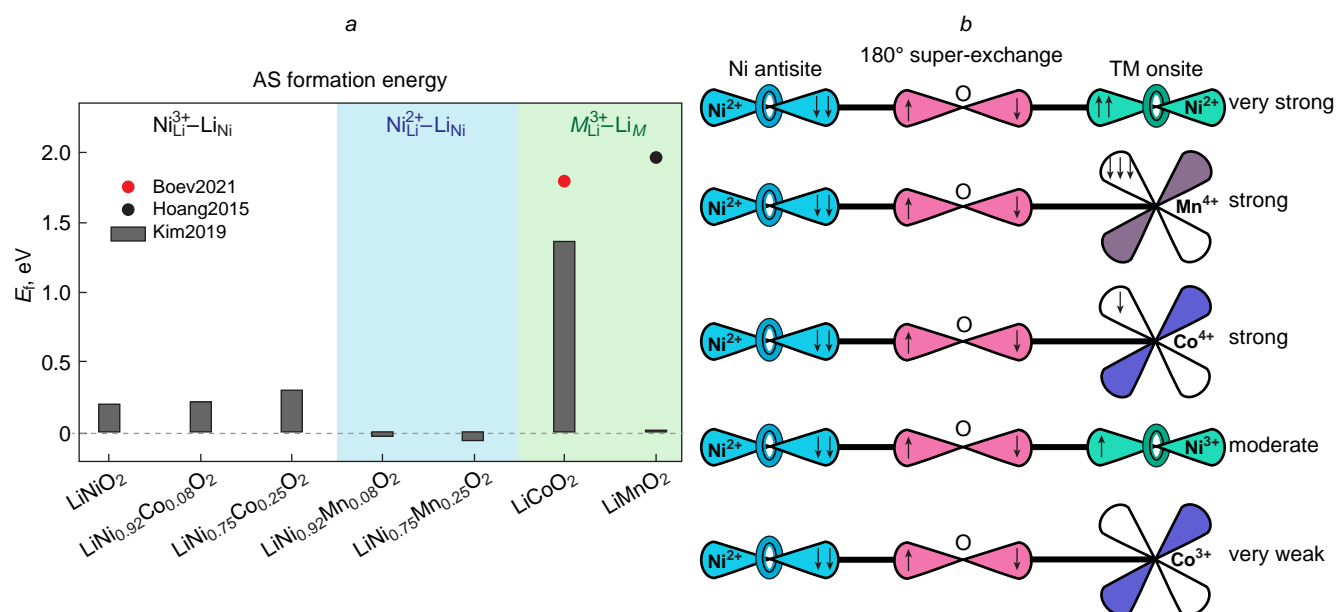 a
AS formation energy
Ni³⁺Li–LiNi
Ni²⁺Li–LiNi
M³⁺Li–LiM
Boev2021
Hoang2015
Kim2019
Ef, eV
2.0
1.5
1.0
0.5
0
LiNiO₂
LiNi₀.₉₂Co₀.₀₈O₂
LiNi₀.₇₅Co₀.₂₅O₂
LiNi₀.₉₂Mn₀.₀₈O₂
LiNi₀.₇₅Mn₀.₂₅O₂
LiCoO₂
LiMnO₂
b
180° super-exchange
Ni antisite O TM onsite
Ni²⁺ ↓↓ ↑ ↓ ↑↑ Ni²⁺ very strong
O ↓↓↓
Ni²⁺ ↓↓ ↑ ↓ Mn⁴⁺ strong
O ↓
Ni²⁺ ↓↓ ↑ ↓ Co⁴⁺ strong
O
Ni²⁺ ↓↓ ↑ ↓ ↑ Ni³⁺ moderate
O
Ni²⁺ ↓↓ ↑ ↓ Co³⁺ very weak